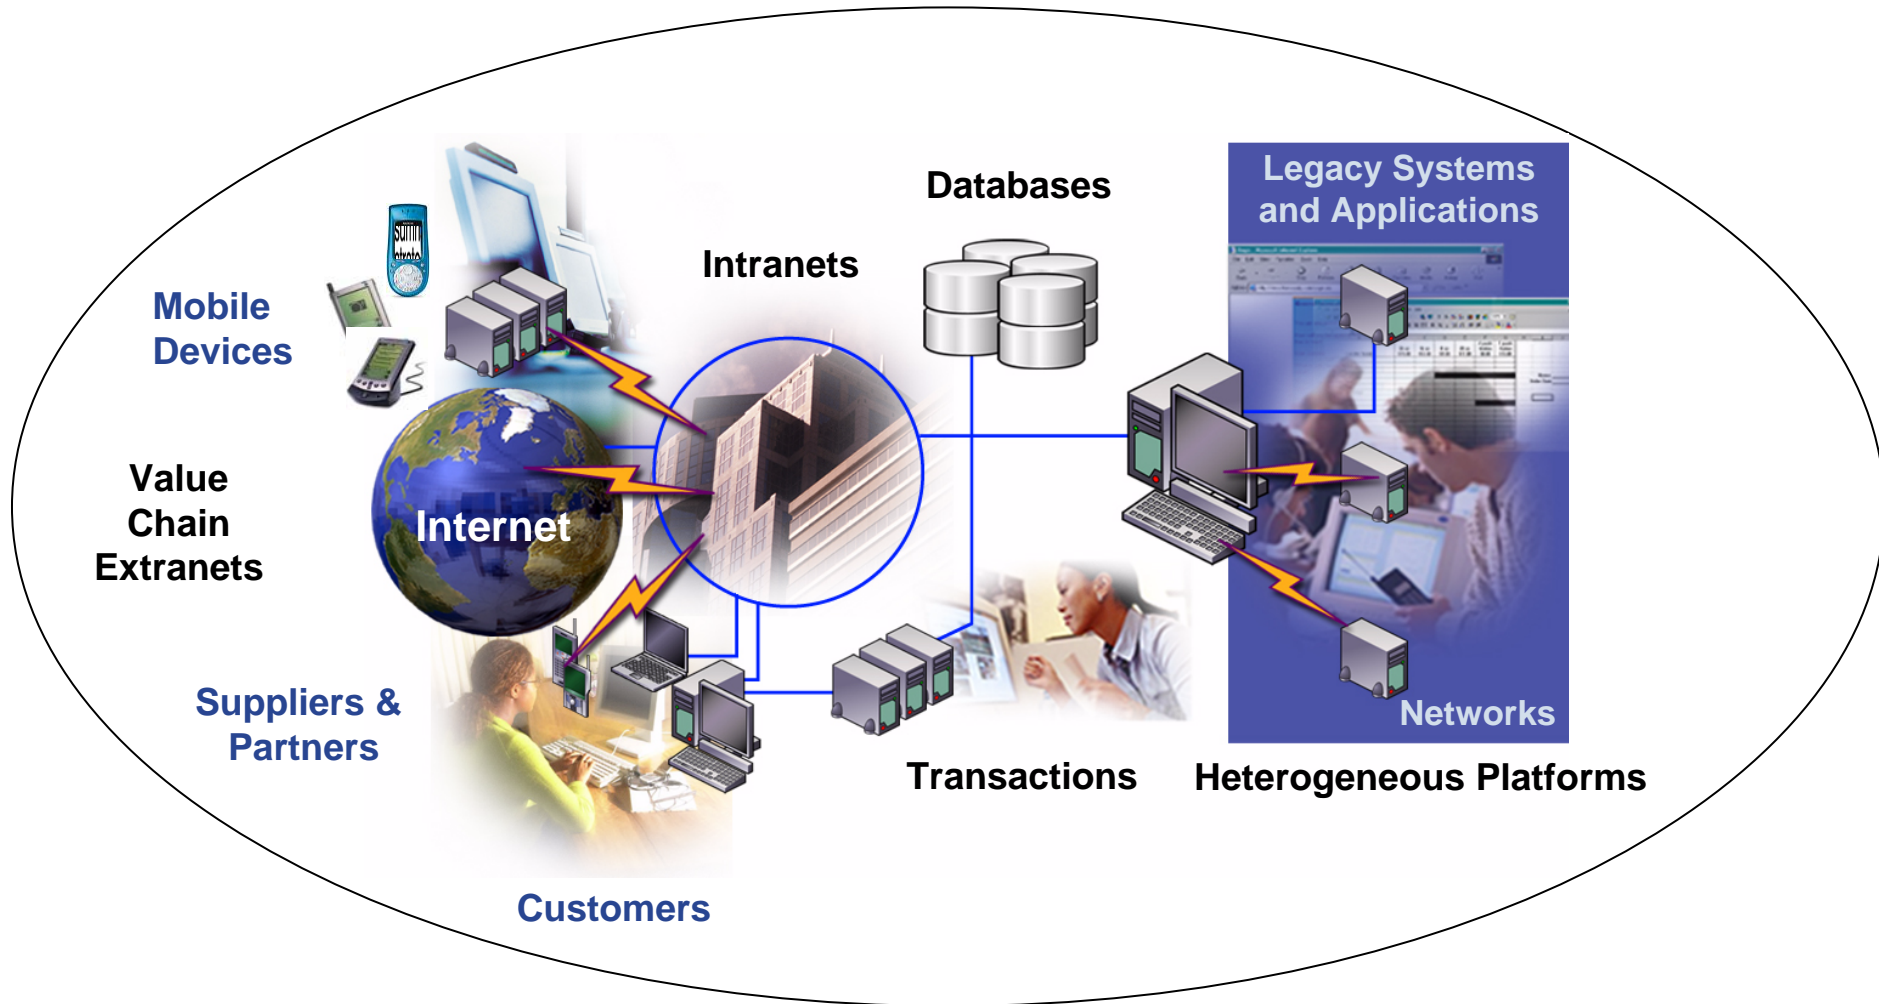 Databases
Legacy Systems
and Applications
Intranets
Mobile
Devices
Value
Chain
Extranets
Internet
Suppliers &
Partners
Networks
Transactions
Heterogeneous Platforms
Customers